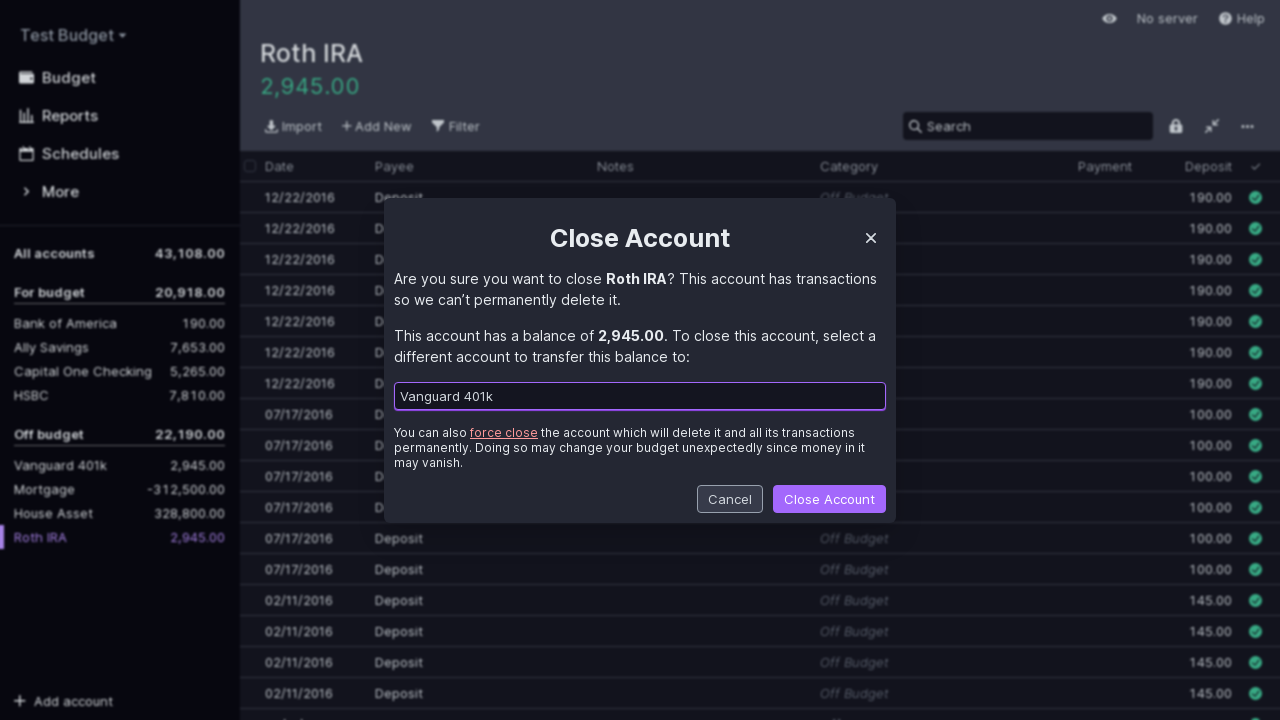 Test Budget
Budget
Reports
Schedules
More
All accounts 43,108.00
For budget 20,918.00
Bank of America 190.00
Ally Savings 7,653.00
Capital One Checking 5,265.00
HSBC 7,810.00
Off budget 22,190.00
Vanguard 401k 2,945.00
Mortgage -312,500.00
House Asset 328,800.00
Roth IRA 2,945.00
Add account
No server Help
Roth IRA
2,945.00
Import Add New Filter Search
Date Payee Notes Category Payment Deposit
12/22/2016 Deposit Off Budget 190.00
12/22/2016 190.00
12/22/2016 190.00
12/22/2016 190.00
12/22/2016 190.00
12/22/2016 190.00
12/22/2016 190.00
07/17/2016 100.00
07/17/2016 100.00
07/17/2016 100.00
07/17/2016 100.00
07/17/2016 Deposit Off Budget 100.00
07/17/2016 Deposit Off Budget 100.00
02/11/2016 Deposit Off Budget 145.00
02/11/2016 Deposit Off Budget 145.00
02/11/2016 Deposit Off Budget 145.00
02/11/2016 Deposit Off Budget 145.00
Close Account
Are you sure you want to close Roth IRA? This account has transactions
so we can’t permanently delete it.
This account has a balance of 2,945.00. To close this account, select a
different account to transfer this balance to:
Vanguard 401k
You can also force close the account which will delete it and all its transactions
permanently. Doing so may change your budget unexpectedly since money in it
may vanish.
Cancel Close Account